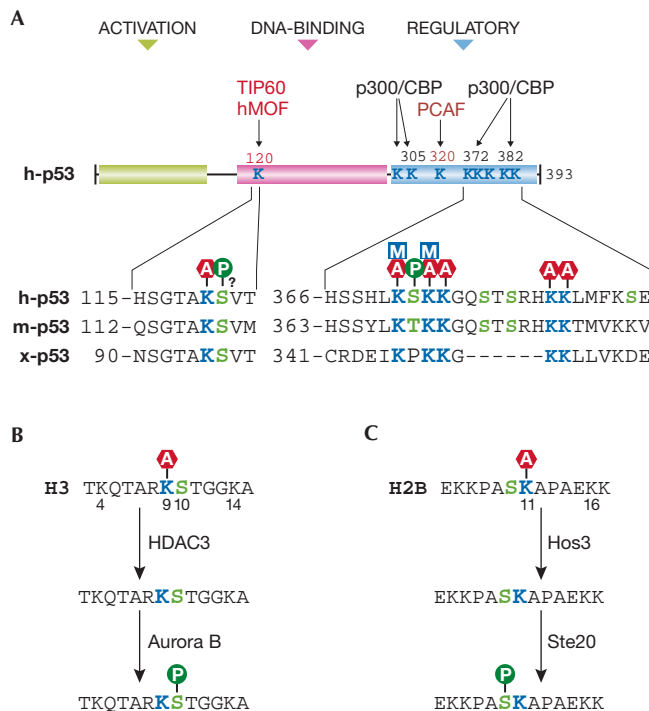 A
ACTIVATION DNA-BINDING REGULATORY
TIP60 p300/CBP p300/CBP
hMOF PCAF
120 305 320 372 382
h-p53 K K K K KKK KK 393
A P ? M M
A P A A A A
h-p53 115-HSGTAKSVT 366-HSSHLKSKKGQSTSRHKKLMFKSE
m-p53 112-QSGTAKSVM 363-HSSYLKTKKGQSTSRHKKTMVKKV
x-p53 90-NSGTAKSVT 341-CRDEIKPKKG------KKLLVKDE
B C
A A
H3 TKQTARKSTGGKA H2B EKKPASKAPAEKK
4 9 10 14 11 16
HDAC3 Hos3
TKQTARKSTGGKA EKKPASKAPAEKK
Aurora B Ste20
P P
TKQTARKSTGGKA EKKPASKAPAEKK